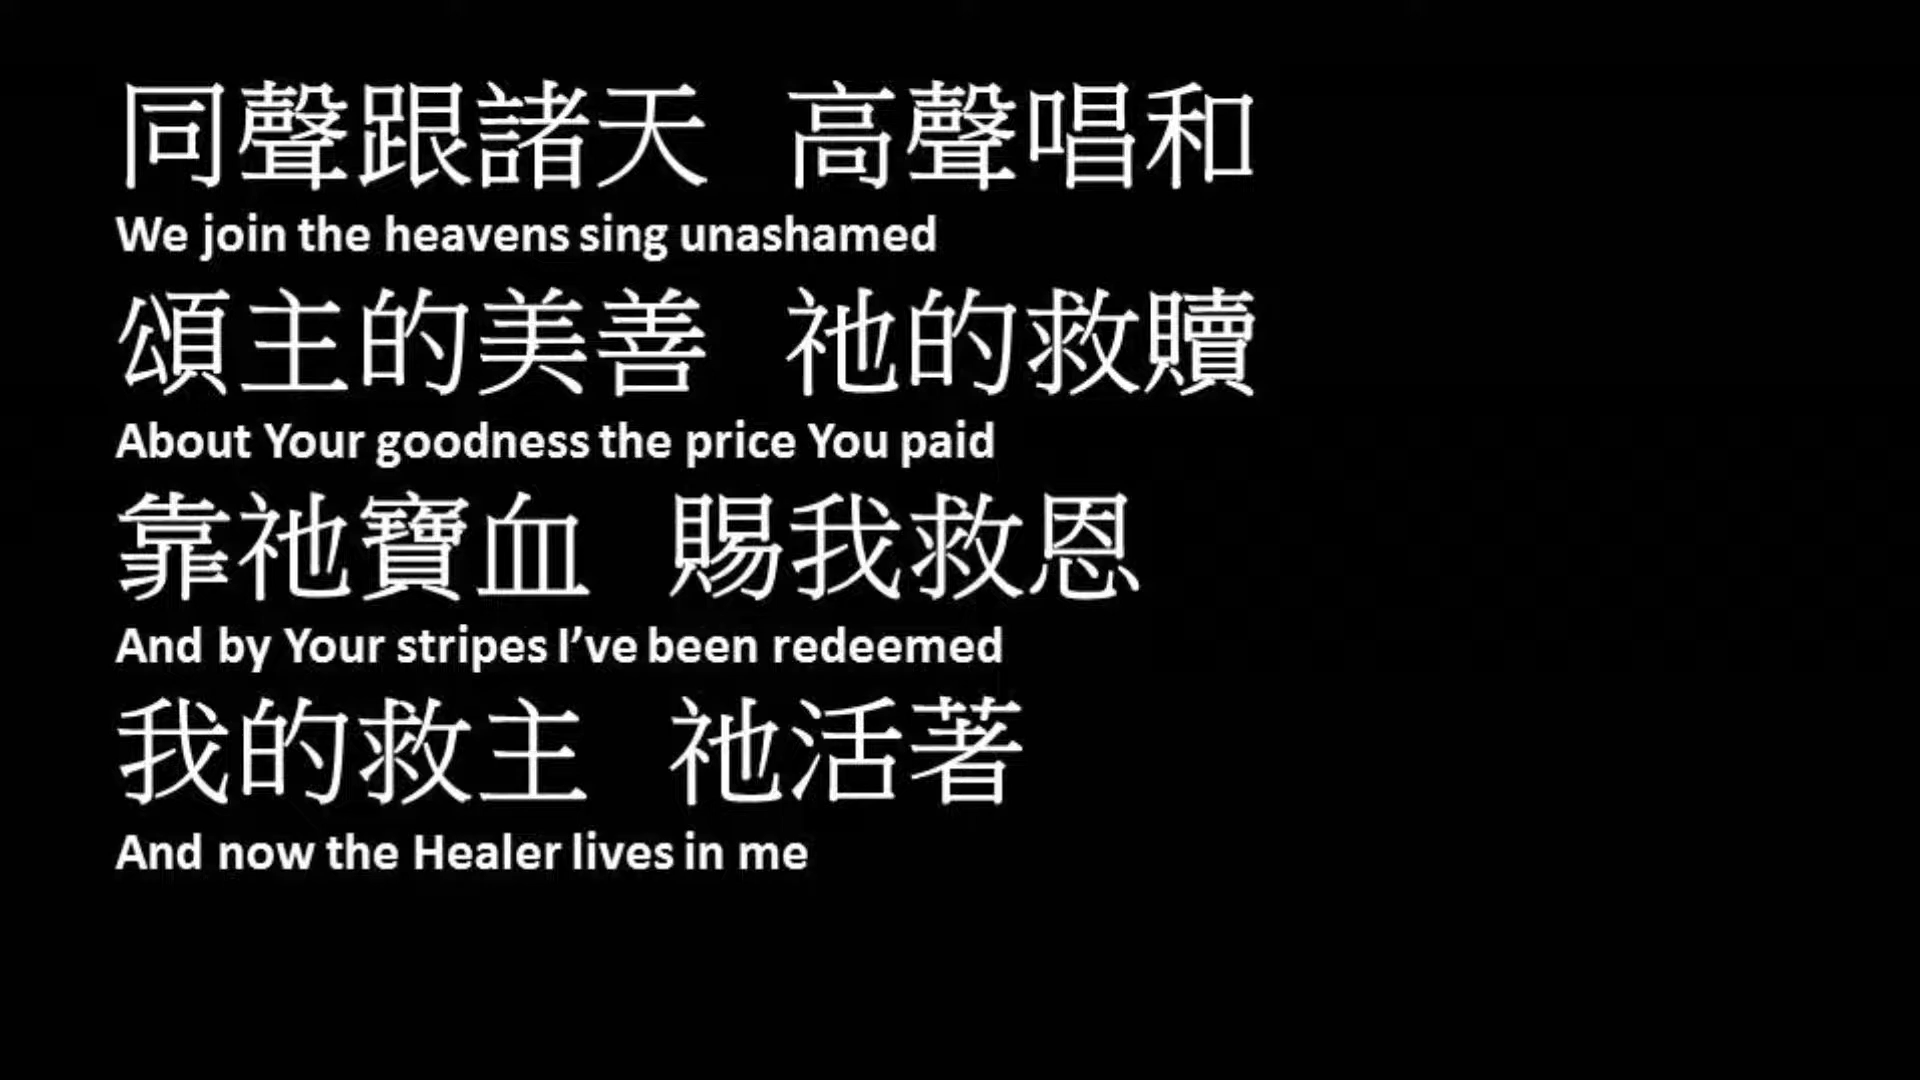 同聲跟諸天 高聲唱和
We join the heavens sing unashamed
頌主的美善 祂的救贖
About Your goodness the price You paid
靠祂寶血 賜我救恩
And by Your stripes I’ve been redeemed
我的救主 祂活著
And now the Healer lives in me